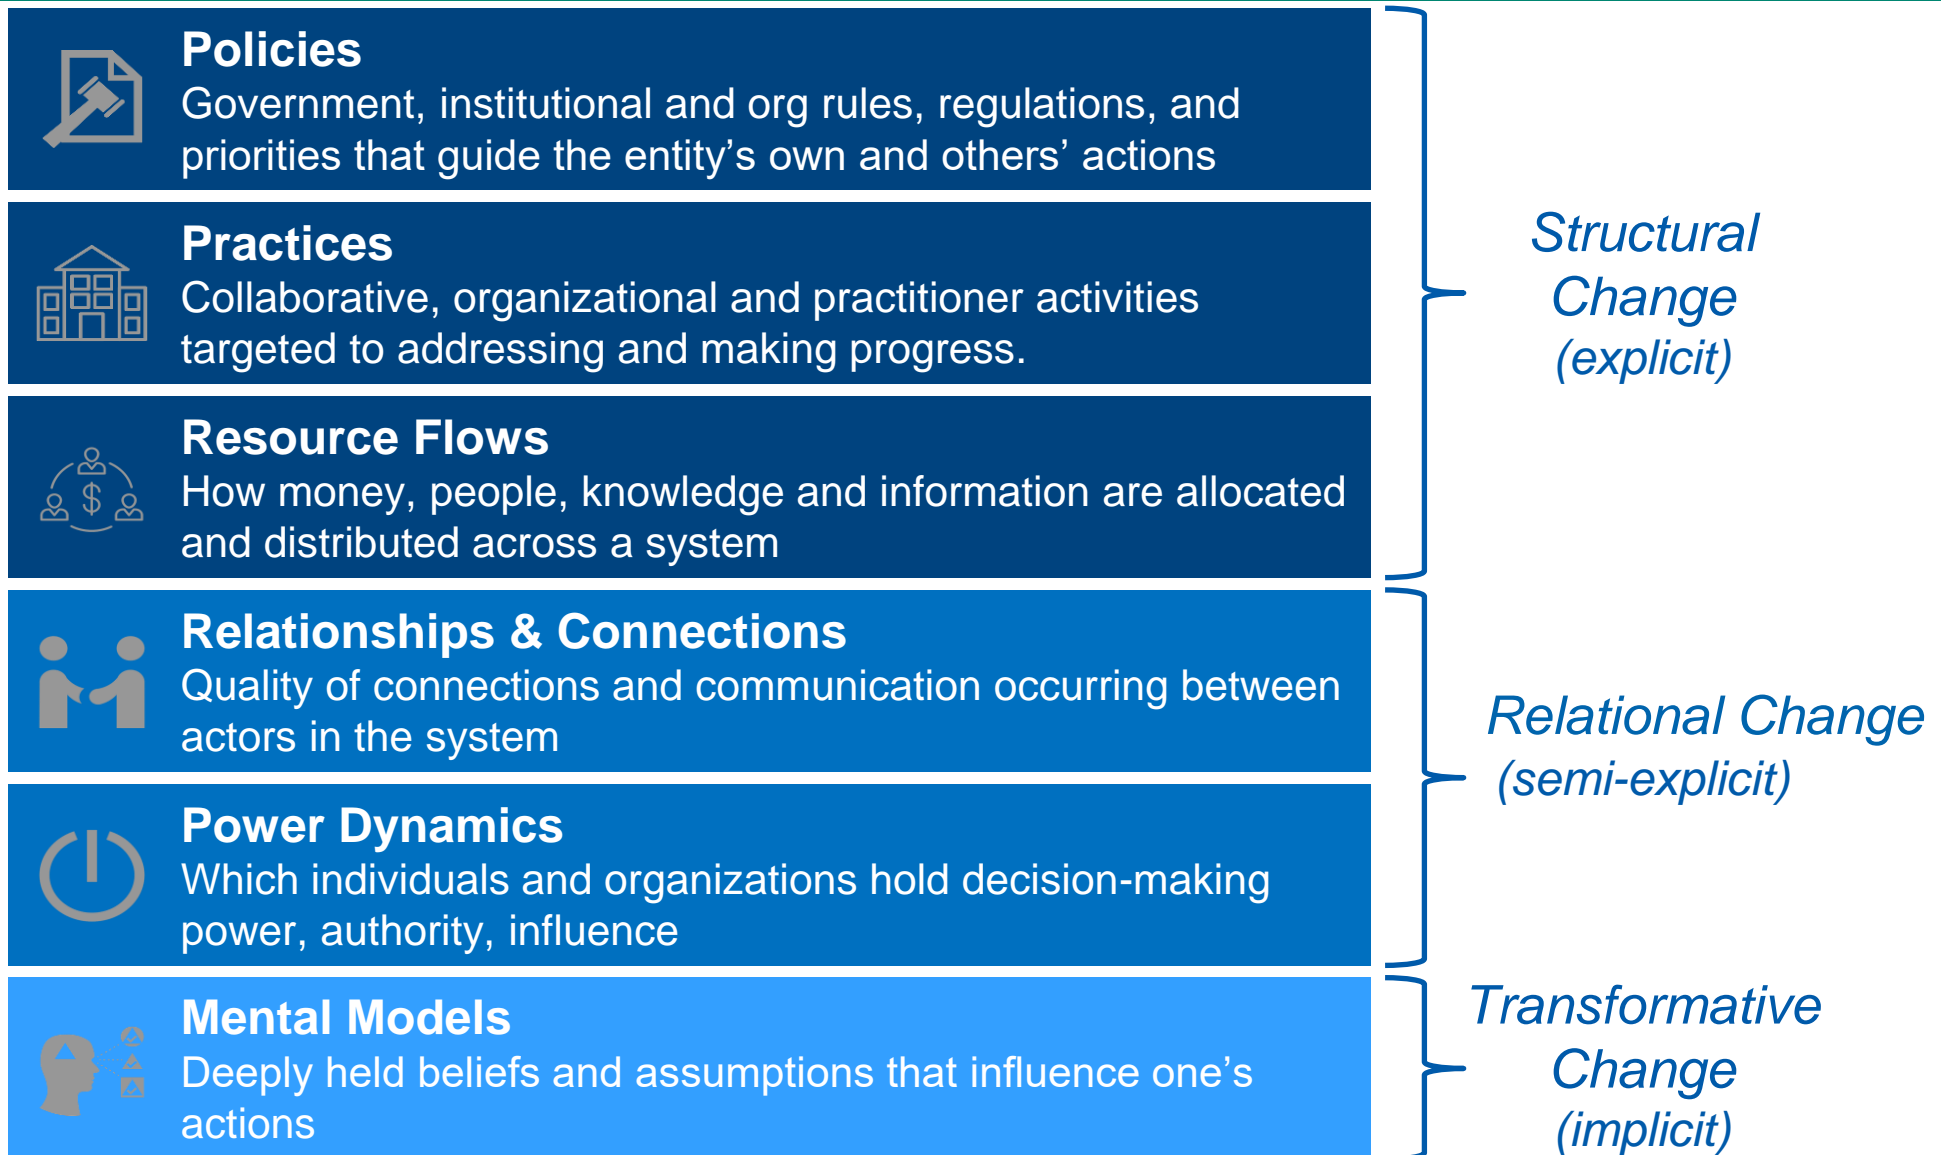 Policies
Government, institutional and org rules, regulations, and
priorities that guide the entity’s own and others’ actions
Practices
Collaborative, organizational and practitioner activities
targeted to addressing and making progress.
Resource Flows
How money, people, knowledge and information are allocated
and distributed across a system
$
Structural
Change
(explicit)
Relationships & Connections
Quality of connections and communication occurring between
actors in the system
Power Dynamics
Which individuals and organizations hold decision-making
power, authority, influence
Relational Change
(semi-explicit)
Mental Models
Deeply held beliefs and assumptions that influence one’s
actions
Transformative
Change
(implicit)